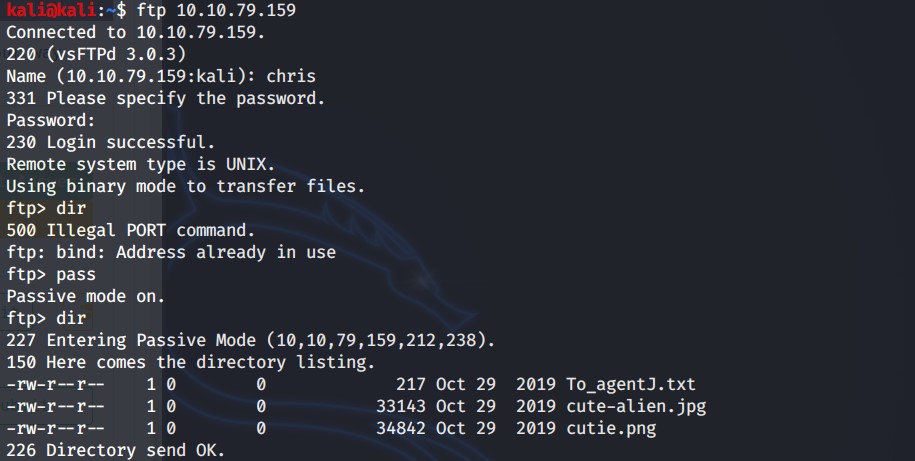 kali@kali:~$ ftp 10.10.79.159
Connected to 10.10.79.159.
220 (vsFTPd 3.0.3)
Name (10.10.79.159:kali): chris
331 Please specify the password.
Password:
230 Login successful.
Remote system type is UNIX.
Using binary mode to transfer files.
ftp> dir
500 Illegal PORT command.
ftp: bind: Address already in use
ftp> pass
Passive mode on.
ftp> dir
227 Entering Passive Mode (10,10,79,159,212,238).
150 Here comes the directory listing.
-rw-r--r--    1 0        0             217 Oct 29  2019 To_agentJ.txt
-rw-r--r--    1 0        0           33143 Oct 29  2019 cute-alien.jpg
-rw-r--r--    1 0        0           34842 Oct 29  2019 cutie.png
226 Directory send OK.